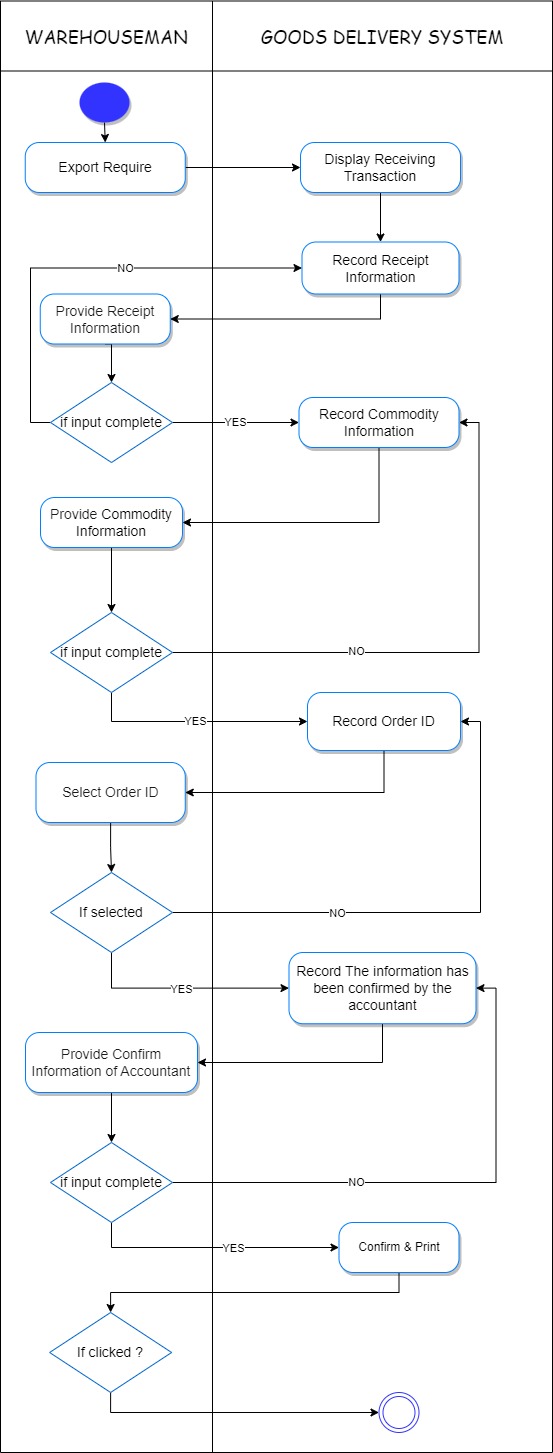 WAREHOUSEMAN
GOODS DELIVERY SYSTEM
Export Require
Display Receiving
Transaction
Record Receipt
Information
NO
Provide Receipt
Information
if input complete
YES
Record Commodity
Information
Provide Commodity
Information
if input complete
NO
YES
Record Order ID
Select Order ID
If selected
NO
YES
Record The information has
been confirmed by the
accountant
Provide Confirm
Information of Accountant
if input complete
NO
YES
Confirm & Print
If clicked ?